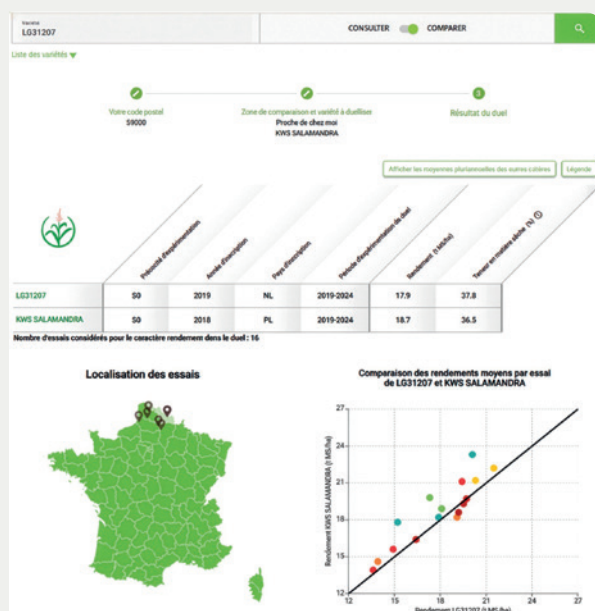 Variété
LG31207
CONSULTER COMPARER
Liste des variétés ▼
Votre code postal
59000
Zone de comparaison et variété à duelliser
Proche de chez moi
KWS SALAMANDRA
3
Résultat du duel
Afficher les moyennes pluriannuelles des autres critères
Légende
Précocité d'expérimentation
Année d'inscription
Pays d'inscription
Période d'expérimentation de duel
Rendement (t MS/ha)
Teneur en matière sèche (%)
LG31207 S0 2019 NL 2019-2024 17.9 37.8
KWS SALAMANDRA S0 2018 PL 2019-2024 18.7 36.5
Nombre d'essais considérés pour le caractère rendement dans le duel : 16
Localisation des essais
Comparaison des rendements moyens par essai
de LG31207 et KWS SALAMANDRA
Rendement KWS SALAMANDRA (t MS/ha)
27
24
21
18
15
12
12 15 18 21 24 27
Rendement LG31207 (t MS/ha)